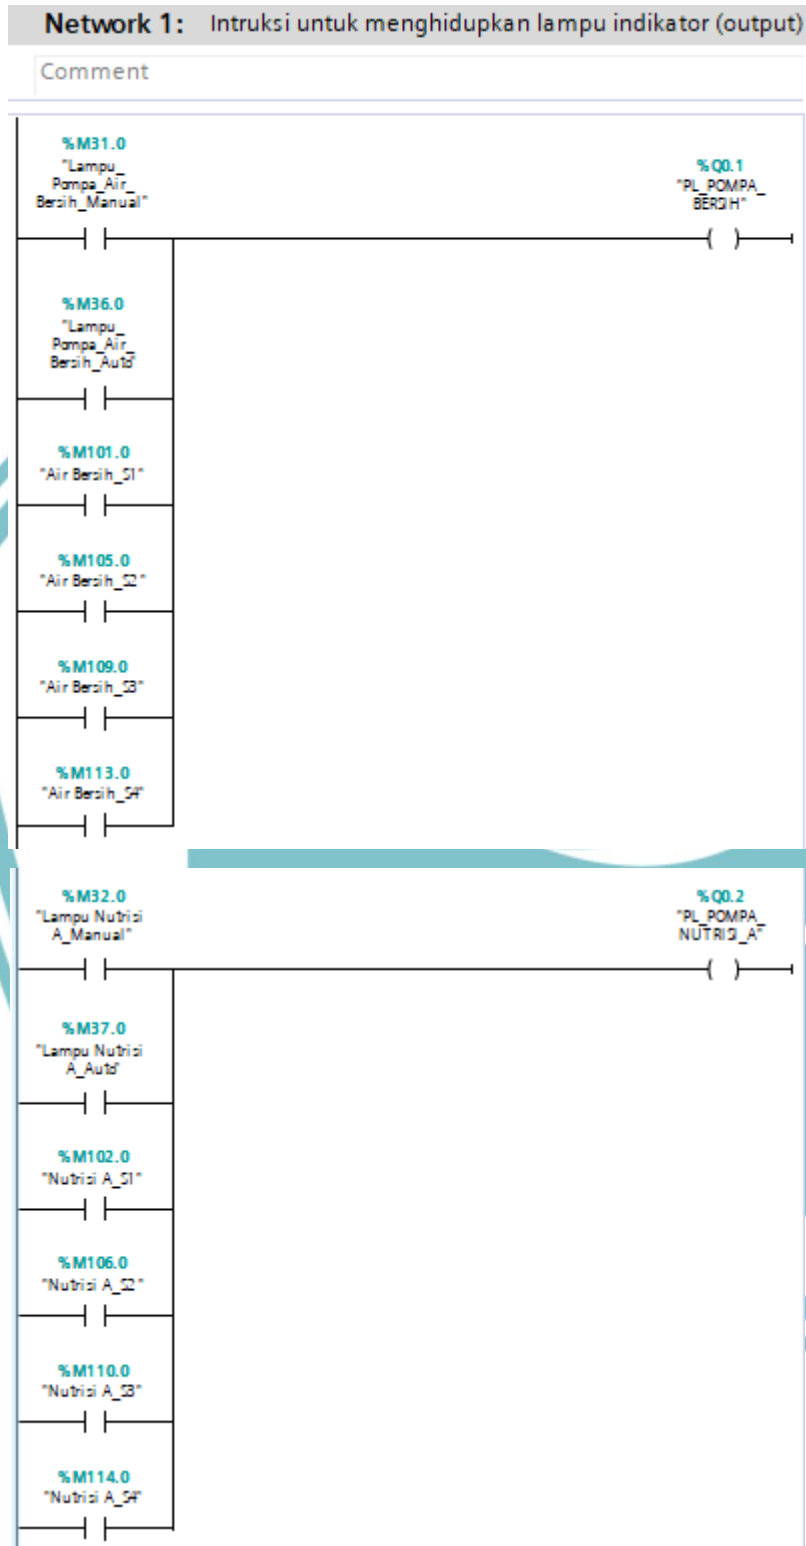 Network 1: Intruksi untuk menghidupkan lampu indikator (output)
Comment
%M31.0
"Lampu_
Pompa_Air_
Bersih_Manual"
%Q0.1
"PL_POMPA_
BERSIH"
%M36.0
"Lampu_
Pompa_Air_
Bersih_Auto"
%M101.0
"Air Bersih_S1"
%M105.0
"Air Bersih_S2"
%M109.0
"Air Bersih_S3"
%M113.0
"Air Bersih_S4"
%M32.0
"Lampu Nutrisi
A_Manual"
%Q0.2
"PL_POMPA_
NUTRISI_A"
%M37.0
"Lampu Nutrisi
A_Auto"
%M102.0
"Nutrisi A_S1"
%M106.0
"Nutrisi A_S2"
%M110.0
"Nutrisi A_S3"
%M114.0
"Nutrisi A_S4"